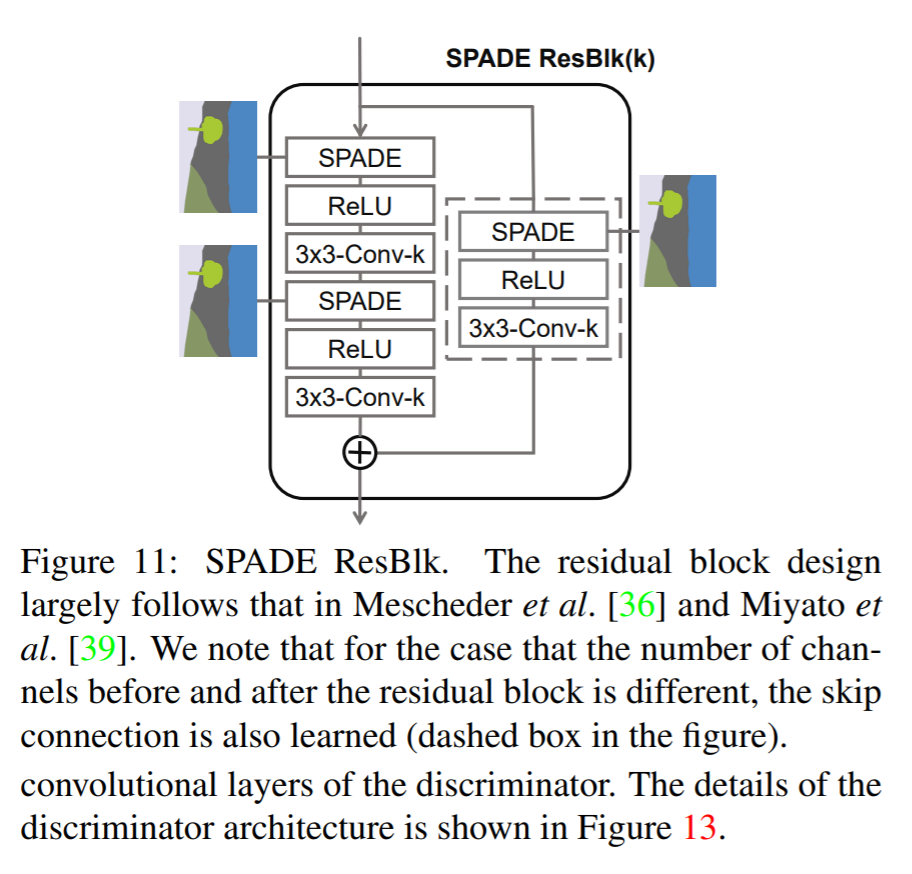 SPADE ResBlk(k)
SPADE
ReLU
3x3-Conv-k
SPADE
ReLU
3x3-Conv-k
SPADE
ReLU
3x3-Conv-k
Figure 11: SPADE ResBlk. The residual block design
largely follows that in Mescheder et al. [36] and Miyato et
al. [39]. We note that for the case that the number of chan-
nels before and after the residual block is different, the skip
connection is also learned (dashed box in the figure).
convolutional layers of the discriminator. The details of the
discriminator architecture is shown in Figure 13.